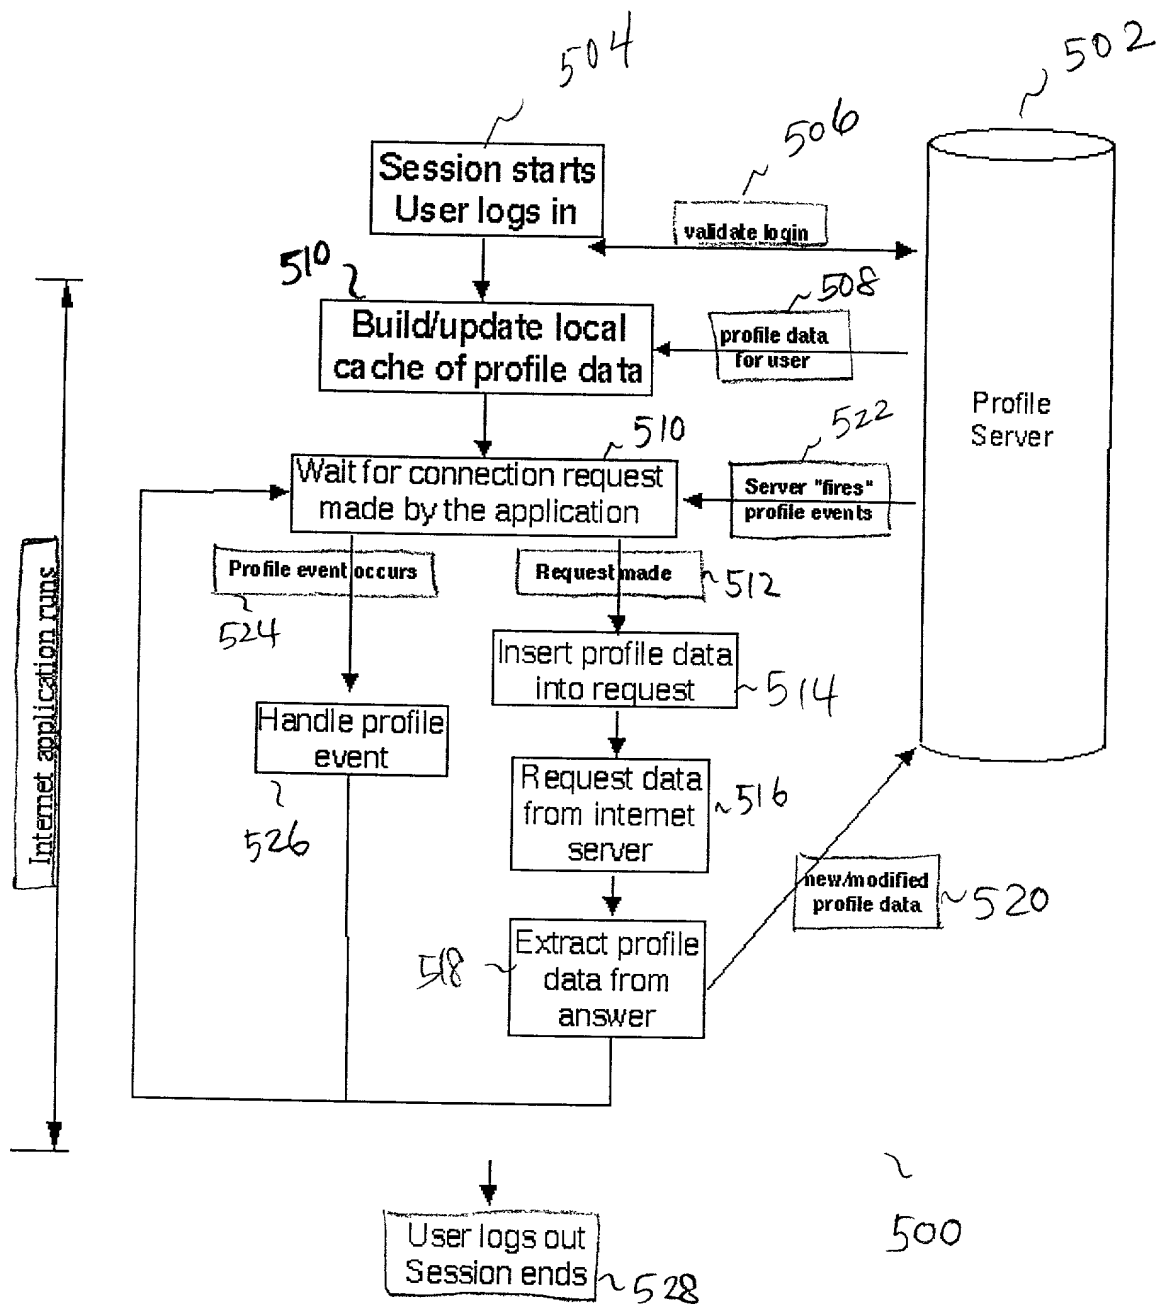 504
502
506
Session starts
User logs in
validate login
510
508
Build/update local
cache of profile data
profile data
for user
Profile
Server
510
522
Wait for connection request
made by the application
Server "fires"
profile events
Profile event occurs
Request made
512
524
Internet application runs
Insert profile data
into request
514
Handle profile
event
526
Request data
from internet
server
516
new/modified
profile data
520
518
Extract profile
data from
answer
500
User logs out
Session ends
528